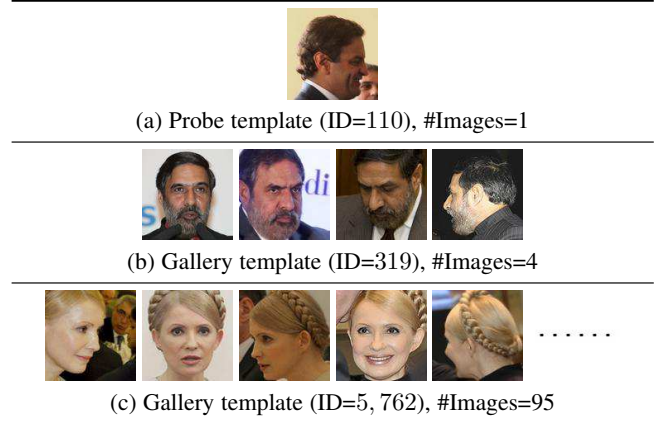 (a) Probe template (ID=110), #Images=1
di
(b) Gallery template (ID=319), #Images=4
......
(c) Gallery template (ID=5, 762), #Images=95